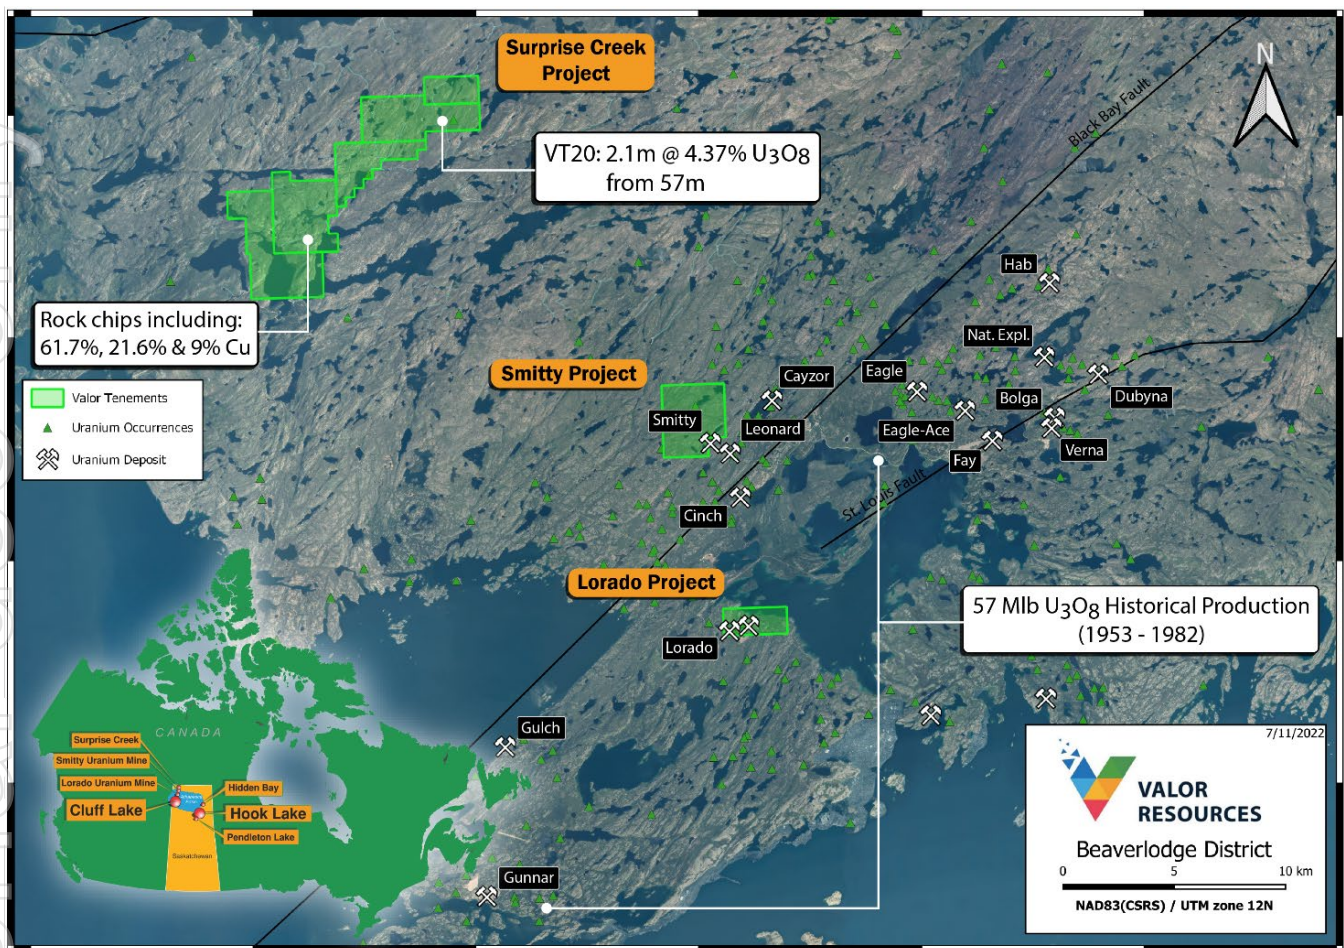 Surprise Creek
Project
N
Black Bay Fault
VT20: 2.1m @ 4.37% U3O8
from 57m
Hab
Rock chips including:
61.7%, 21.6% & 9% Cu
Nat. Expl.
Smitty Project
Cayzor
Eagle
Dubyna
Bolga
Valor Tenements
Uranium Occurrences
Uranium Deposit
Smitty
Leonard
Eagle-Ace
Fay
Verna
St. Louis Fault
Cinch
Lorado Project
57 Mlb U3O8 Historical Production
(1953 - 1982)
Lorado
Gulch
CANADA
Surprise Creek
Smitty Uranium Mine
Lorado Uranium Mine
Hidden Bay
Cluff Lake
Hook Lake
Pendleton Lake
Saskatchewan
Gunnar
7/11/2022
VALOR
RESOURCES
Beaverlodge District
0 5 10 km
NAD83(CSRS) / UTM zone 12N